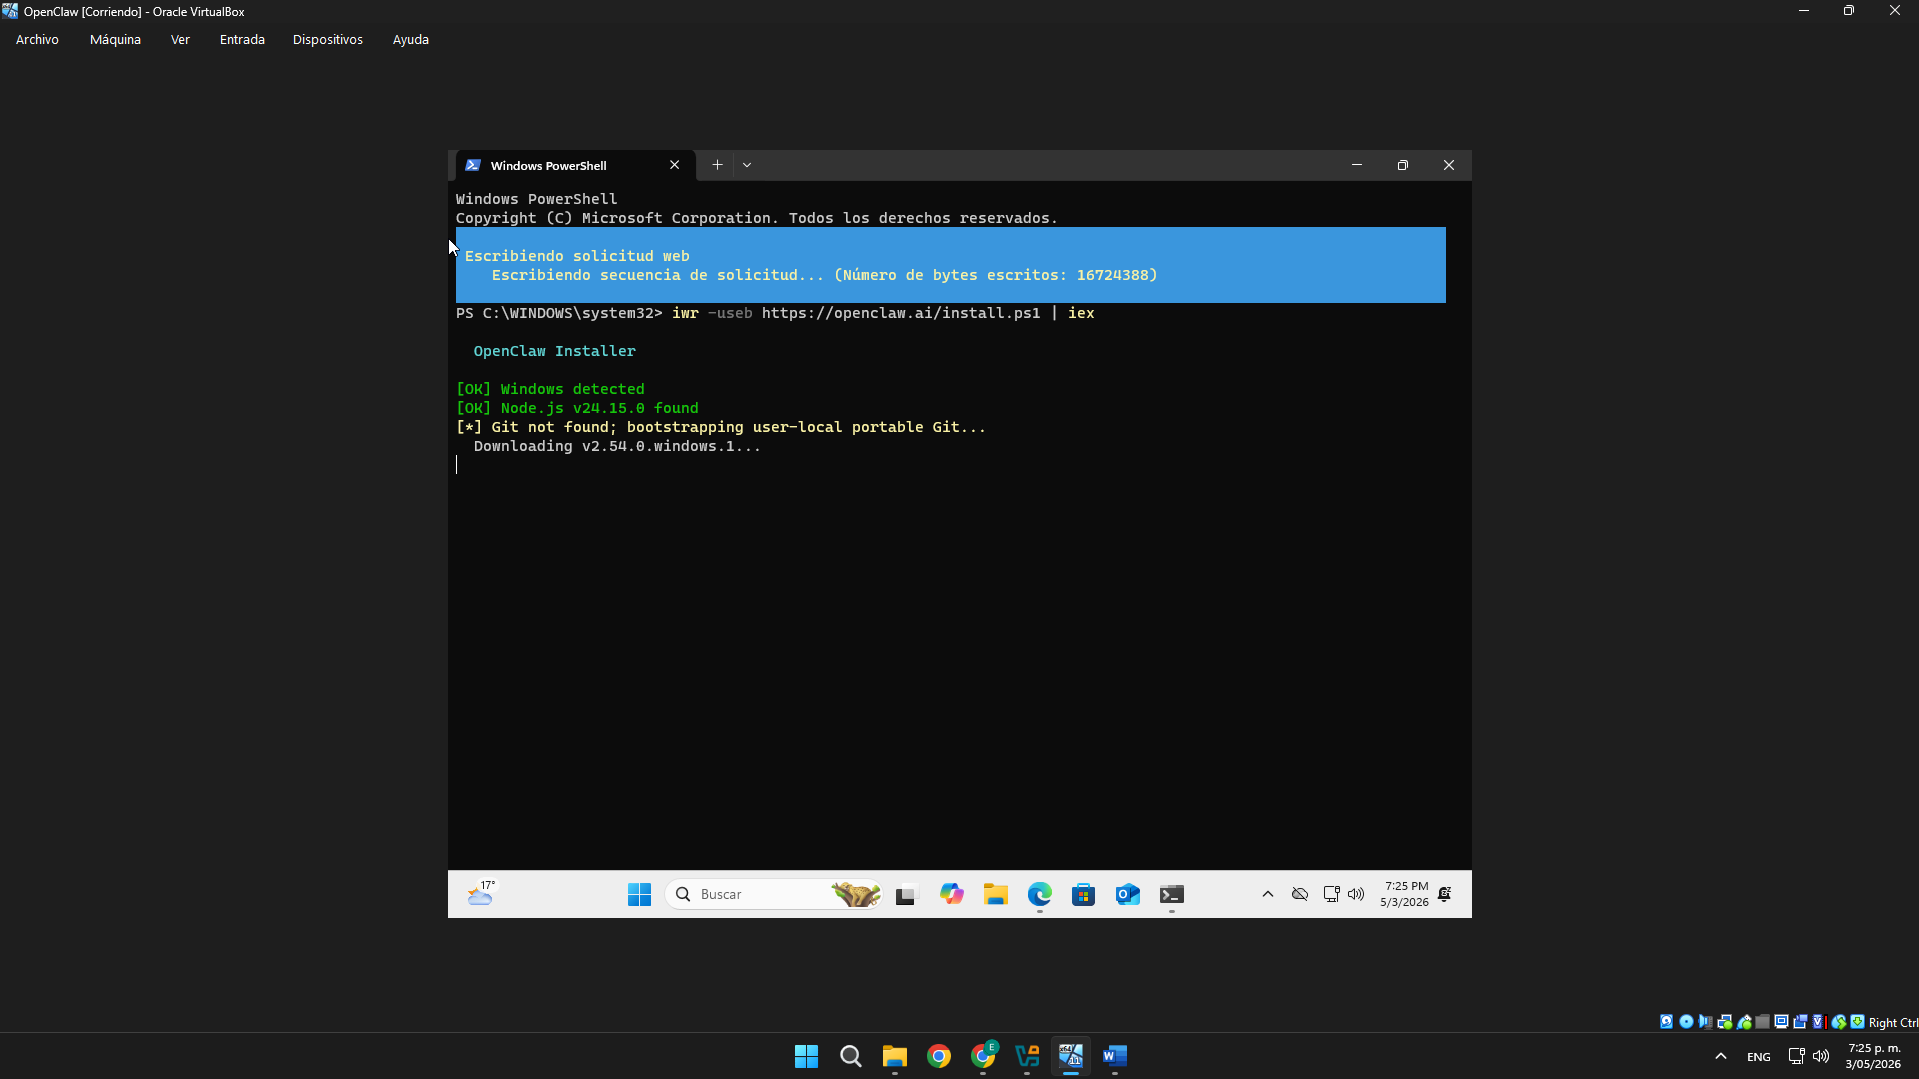 OpenClaw [Corriendo] - Oracle VirtualBox
Archivo Máquina Ver Entrada Dispositivos Ayuda
Windows PowerShell
Windows PowerShell
Copyright (C) Microsoft Corporation. Todos los derechos reservados.
Escribiendo solicitud web
Escribiendo secuencia de solicitud... (Número de bytes escritos: 16724388)
PS C:\WINDOWS\system32> iwr -useb https://openclaw.ai/install.ps1 | iex
OpenClaw Installer
[OK] Windows detected
[OK] Node.js v24.15.0 found
[*] Git not found; bootstrapping user-local portable Git...
Downloading v2.54.0.windows.1...
17°
Buscar
7:25 PM
5/3/2026
Right Ctrl
E
ENG
7:25 p. m.
3/05/2026